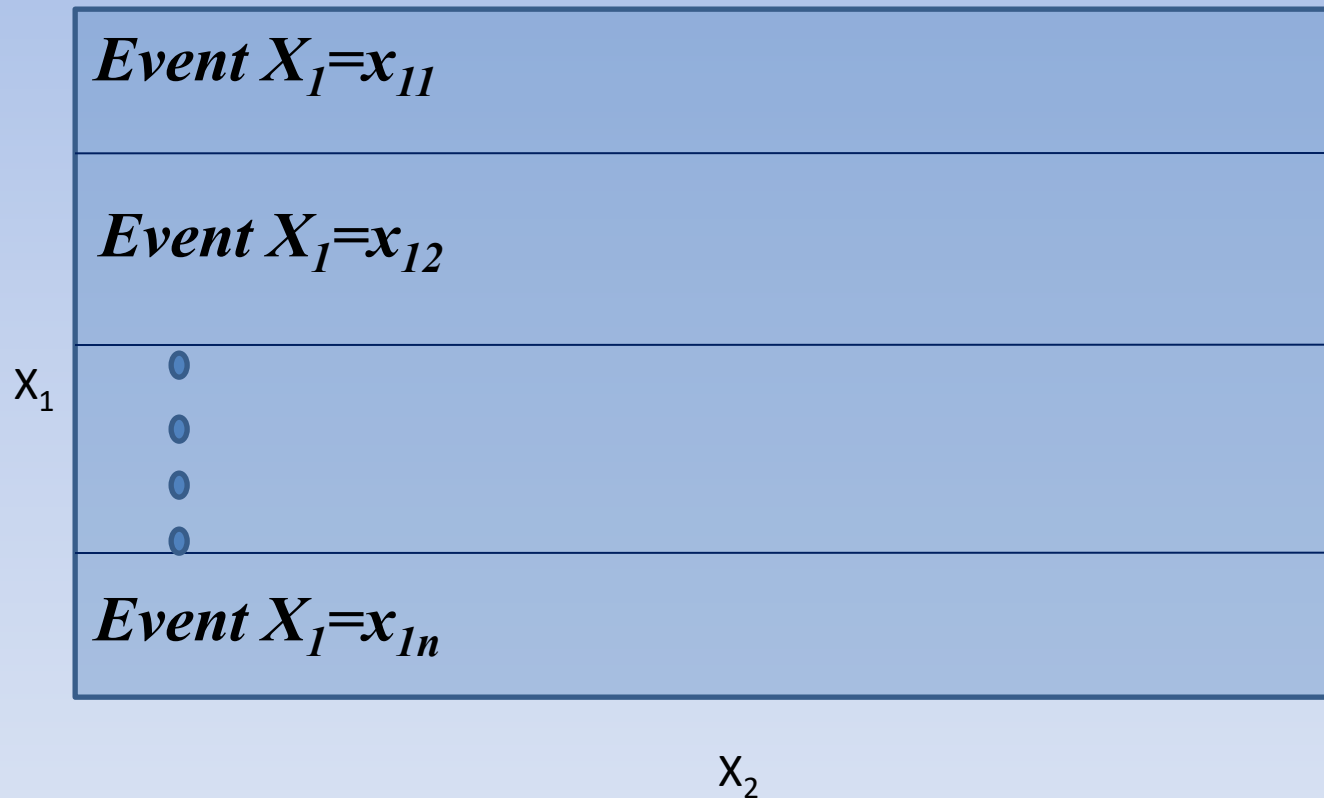 Event X₁=x₁₁
Event X₁=x₁₂
X₁
Event X₁=x₁ₙ
X₂